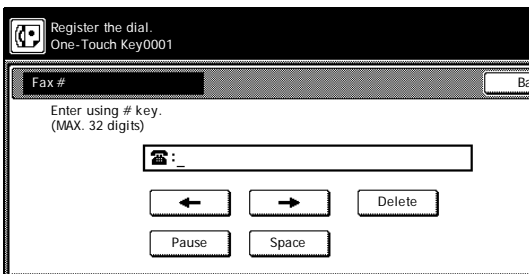 Register the dial.
One-Touch Key0001
Fax #
Enter using # key.
(MAX. 32 digits)
☎:_
← → Delete
Pause Space